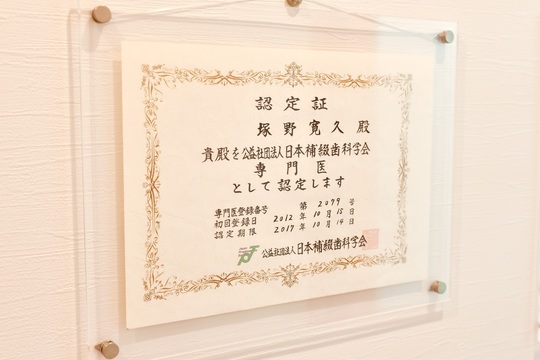 認定証
塚野寛久殿
貴殿を公益社団法人日本補綴歯科学会
専門医
として認定します
専門医登録番号 第2079号
初回登録日 2012年10月15日
認定期限 2017年10月14日
公益社団法人日本補綴歯科学会